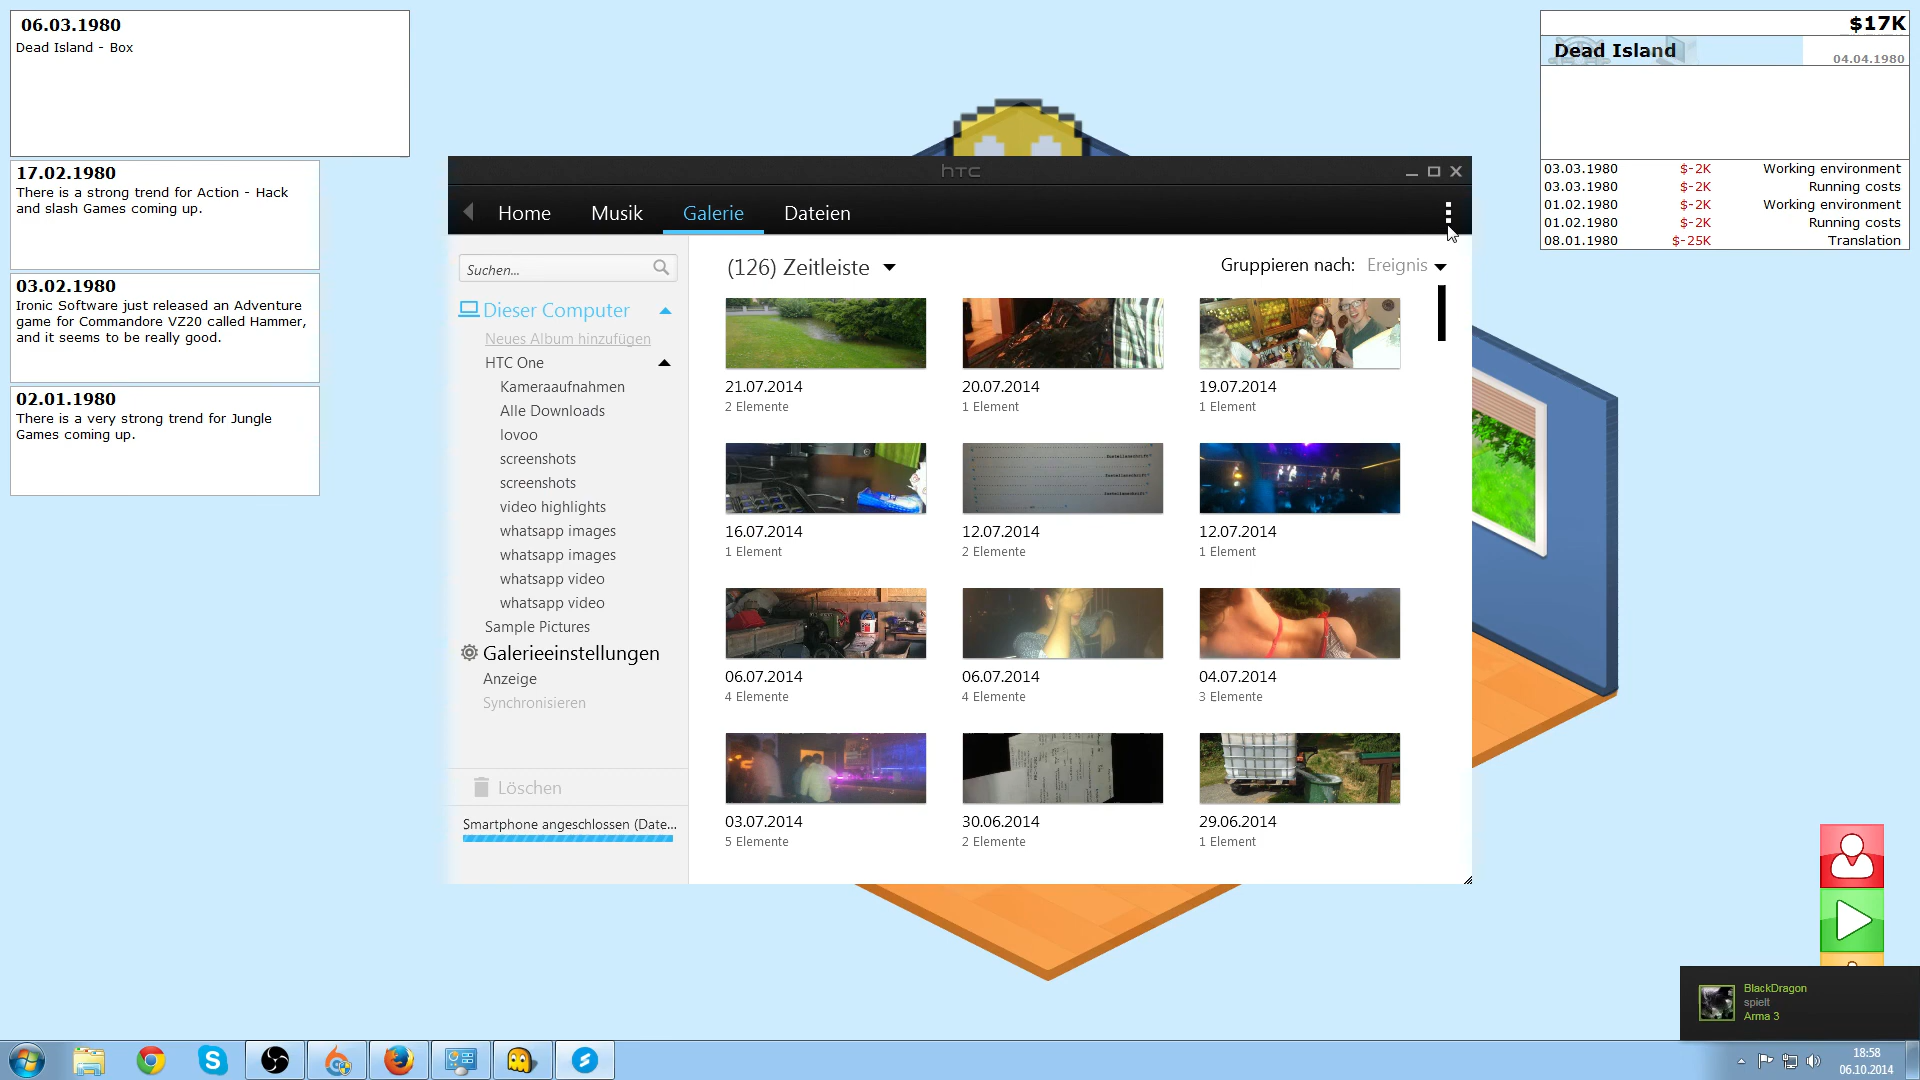 06.03.1980
Dead Island - Box
17.02.1980
There is a strong trend for Action - Hack
and slash Games coming up.
03.02.1980
Ironic Software just released an Adventure
game for Commandore VZ20 called Hammer,
and it seems to be really good.
02.01.1980
There is a very strong trend for Jungle
Games coming up.
hTC
Home
Musik
Galerie
Dateien
Suchen...
Dieser Computer
Neues Album hinzufügen
HTC One
Kameraaufnahmen
Alle Downloads
lovoo
screenshots
screenshots
video highlights
whatsapp images
whatsapp images
whatsapp video
whatsapp video
Sample Pictures
Galerieeinstellungen
Anzeige
Synchronisieren
Löschen
Smartphone angeschlossen (Date...
(126) Zeitleiste
Gruppieren nach: Ereignis
21.07.2014
2 Elemente
20.07.2014
1 Element
19.07.2014
1 Element
16.07.2014
1 Element
12.07.2014
2 Elemente
12.07.2014
1 Element
06.07.2014
4 Elemente
06.07.2014
4 Elemente
04.07.2014
3 Elemente
03.07.2014
5 Elemente
30.06.2014
2 Elemente
29.06.2014
1 Element
$17K
Dead Island
04.04.1980
03.03.1980 $-2K Working environment
03.03.1980 $-2K Running costs
01.02.1980 $-2K Working environment
01.02.1980 $-2K Running costs
08.01.1980 $-25K Translation
BlackDragon
spielt
Arma 3
18:58
06.10.2014